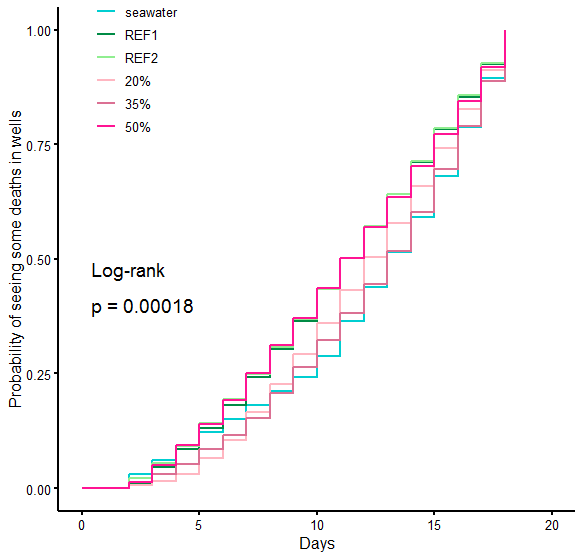 seawater
REF1
REF2
20%
35%
50%
Log-rank
p = 0.00018
Probability of seeing some deaths in wells
1.00
0.75
0.50
0.25
0.00
0 5 10 15 20
Days